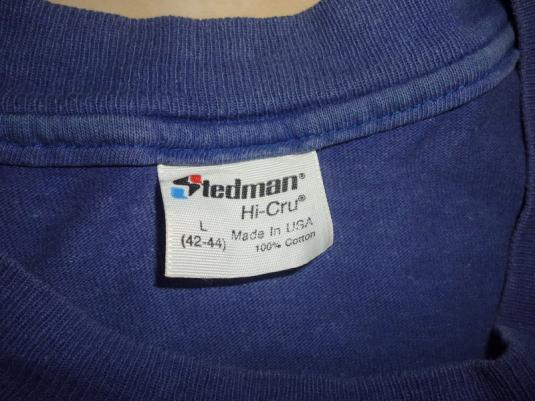 Stedman®
Hi-Cru®
L
(42-44)
Made In USA
100% Cotton